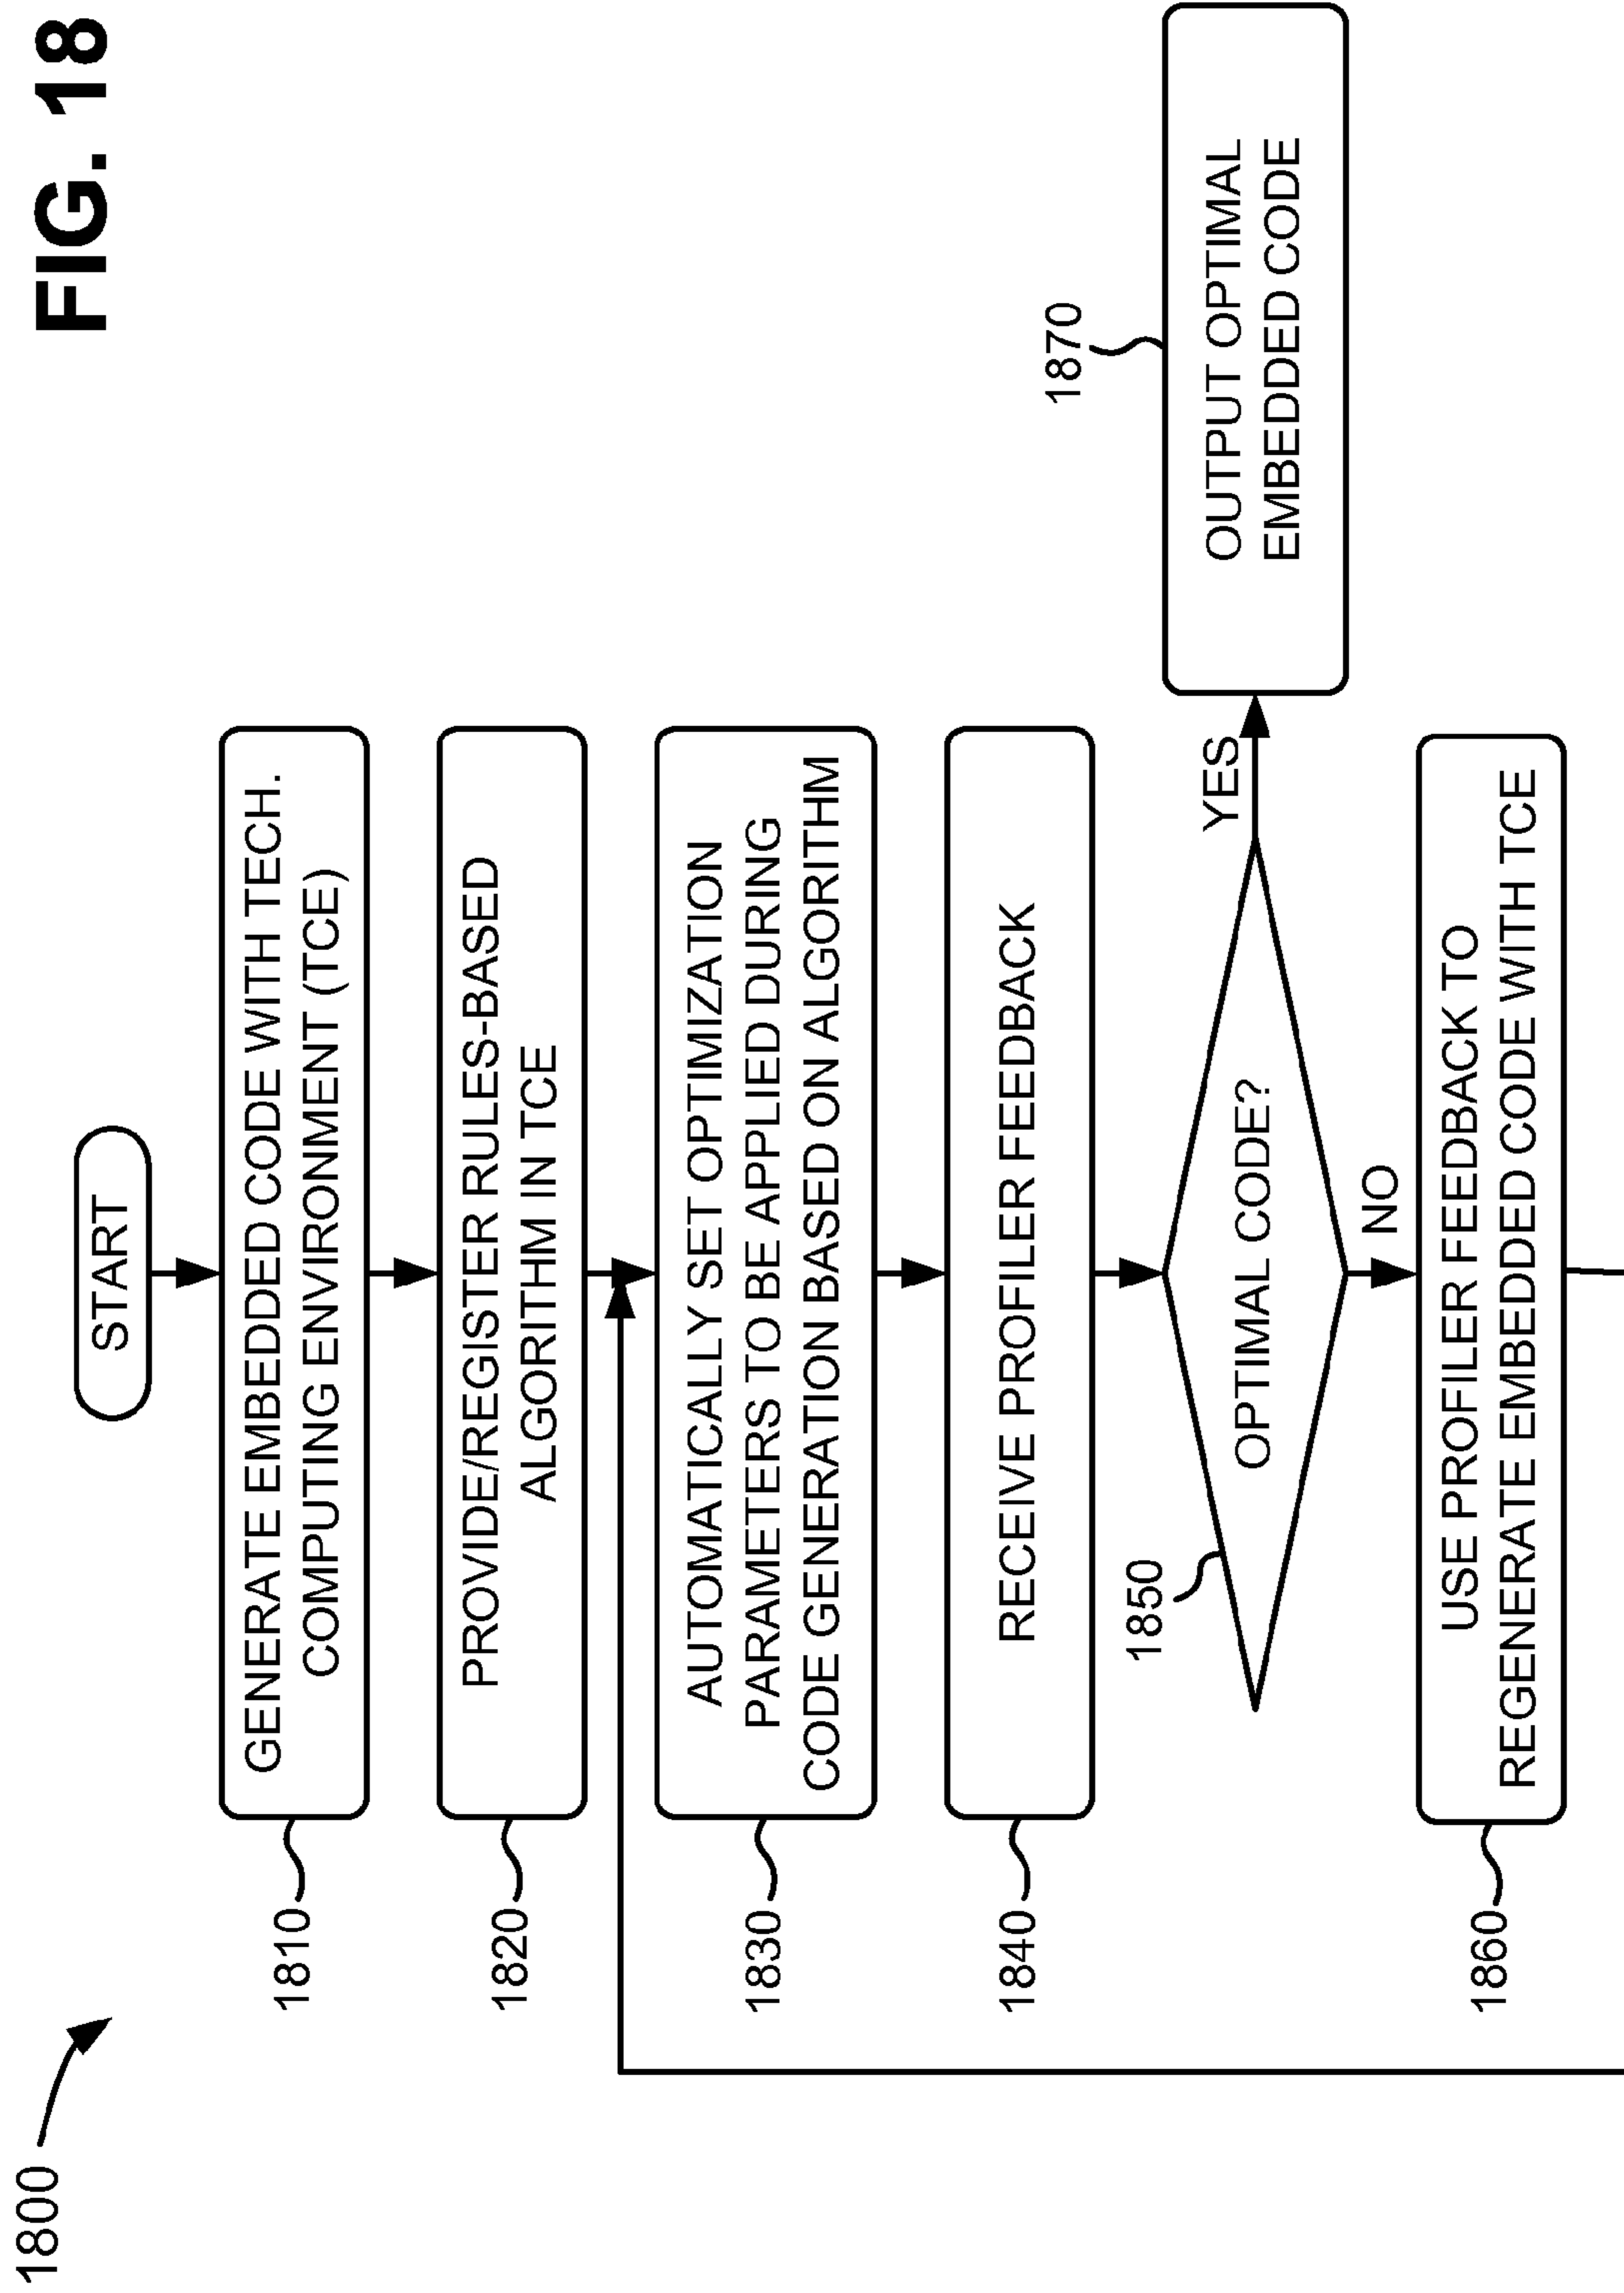 FIG. 18
1800
START
1810
GENERATE EMBEDDED CODE WITH TECH.
COMPUTING ENVIRONMENT (TCE)
1820
PROVIDE/REGISTER RULES-BASED
ALGORITHM IN TCE
1830
AUTOMATICALLY SET OPTIMIZATION
PARAMETERS TO BE APPLIED DURING
CODE GENERATION BASED ON ALGORITHM
1840
RECEIVE PROFILER FEEDBACK
1850
OPTIMAL CODE?
YES
1870
OUTPUT OPTIMAL
EMBEDDED CODE
NO
1860
USE PROFILER FEEDBACK TO
REGENERATE EMBEDDED CODE WITH TCE